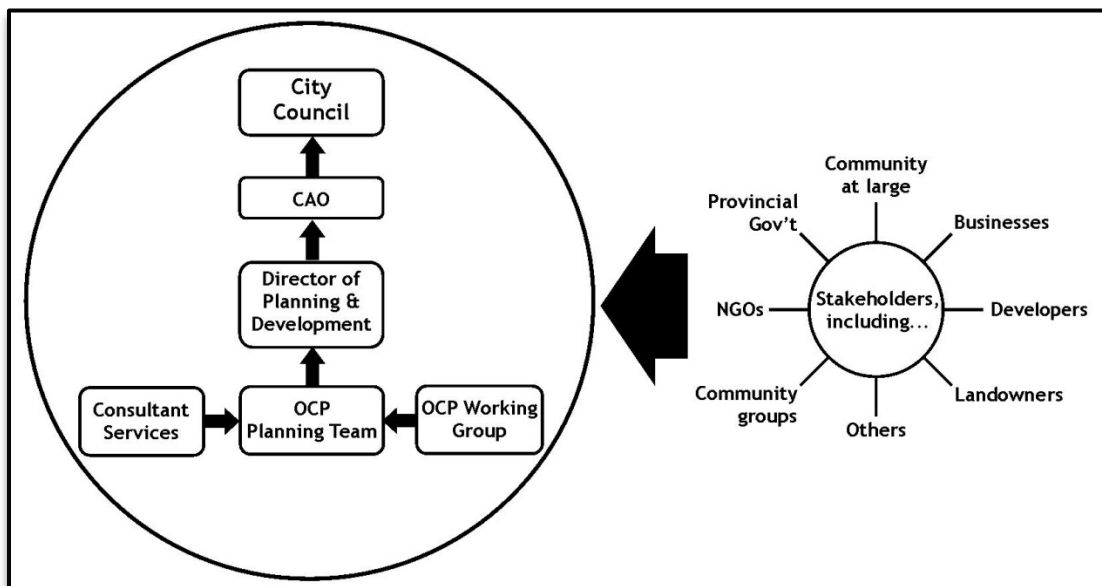 City
Council
CAO
Director of
Planning &
Development
Consultant
Services
OCP
Planning Team
OCP Working
Group
Community
at large
Provincial
Gov't
Businesses
NGOs
Stakeholders,
including...
Developers
Community
groups
Landowners
Others